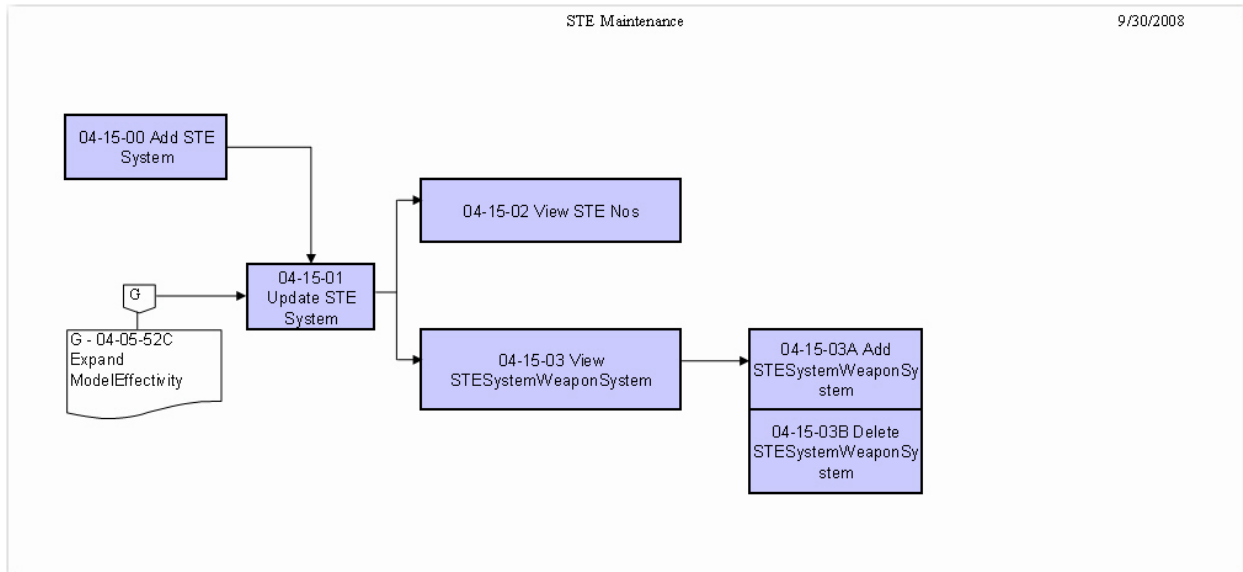 STE Maintenance
9/30/2008
04-15-00 Add STE
System
04-15-02 View STE Nos
04-15-01
Update STE
System
G
G - 04-05-52C
Expand
ModelEffectivity
04-15-03 View
STESystemWeaponSystem
04-15-03A Add
STESystemWeaponSy
stem
04-15-03B Delete
STESystemWeaponSy
stem